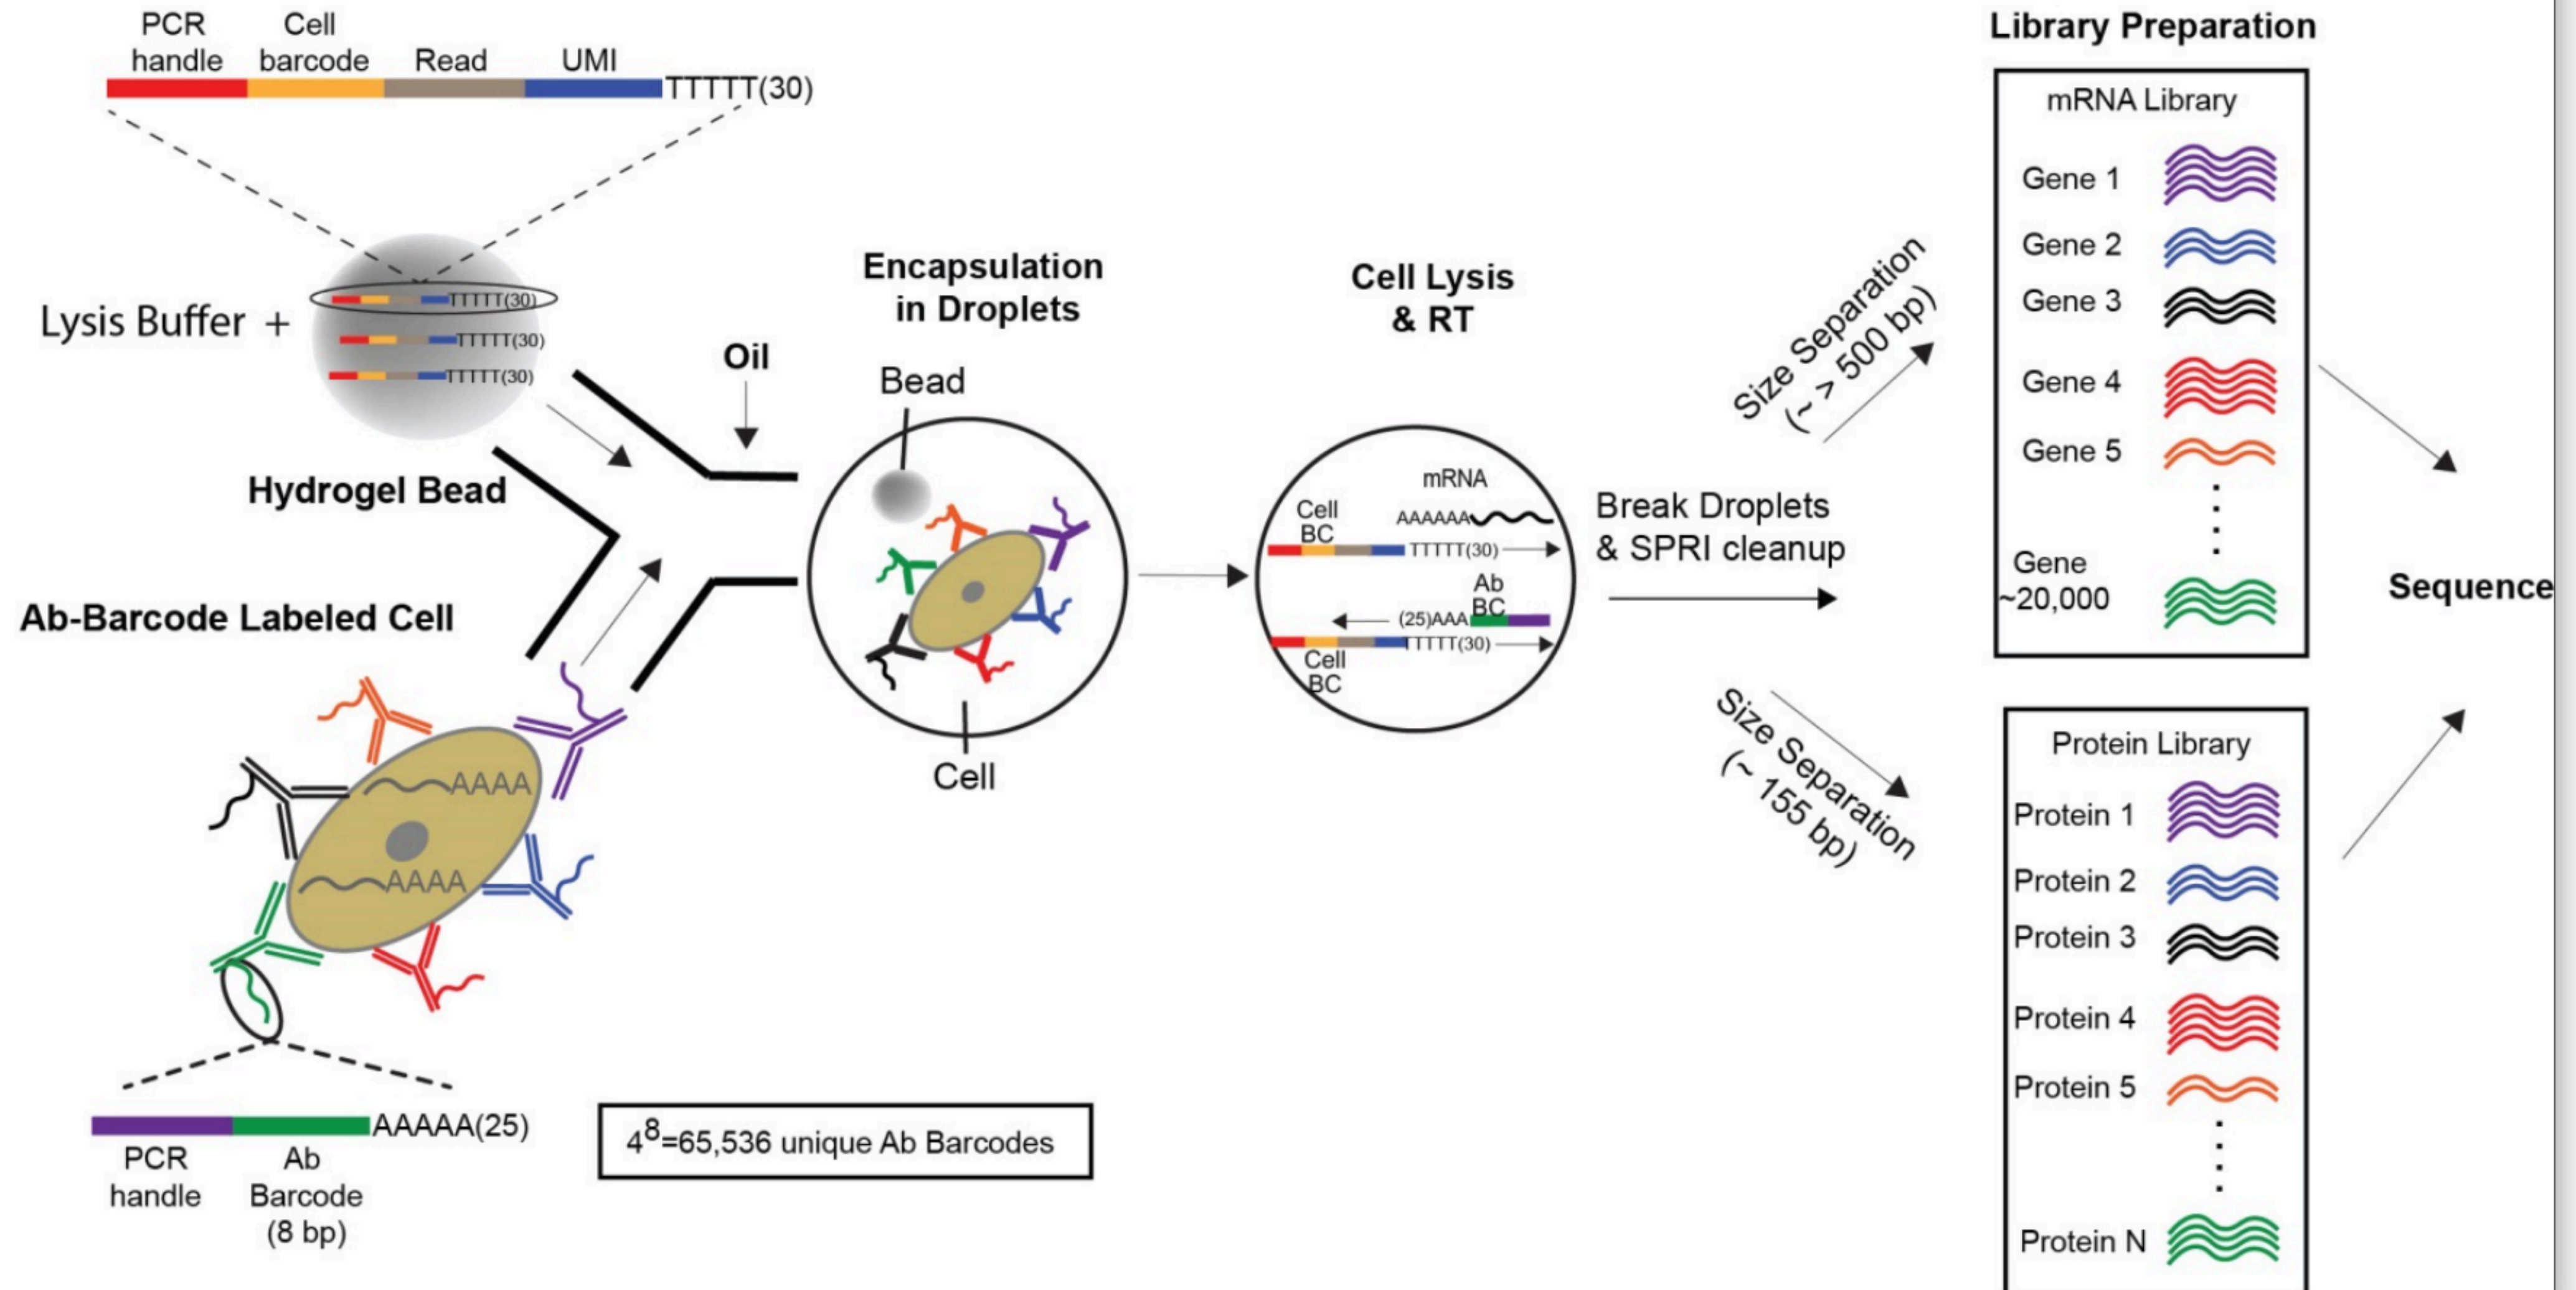 PCR
handle
Cell
barcode
Read
UMI
TTTTT(30)
Lysis Buffer +
TTTTT(30)
TTTTT(30)
TTTTT(30)
Hydrogel Bead
Oil
Ab-Barcode Labeled Cell
AAAA
AAAA
AAAAA(25)
PCR
handle
Ab
Barcode
(8 bp)
4⁸=65,536 unique Ab Barcodes
Encapsulation
in Droplets
Bead
Cell
Cell Lysis
& RT
mRNA
Cell
BC
AAAAAA
TTTTT(30)
Ab
BC
(25)AAA
TTTTT(30)
Cell
BC
Break Droplets
& SPRI cleanup
Size Separation
(~ > 500 bp)
Size Separation
(~ 155 bp)
Library Preparation
mRNA Library
Gene 1
Gene 2
Gene 3
Gene 4
Gene 5
Gene
~20,000
Protein Library
Protein 1
Protein 2
Protein 3
Protein 4
Protein 5
Protein N
Sequence